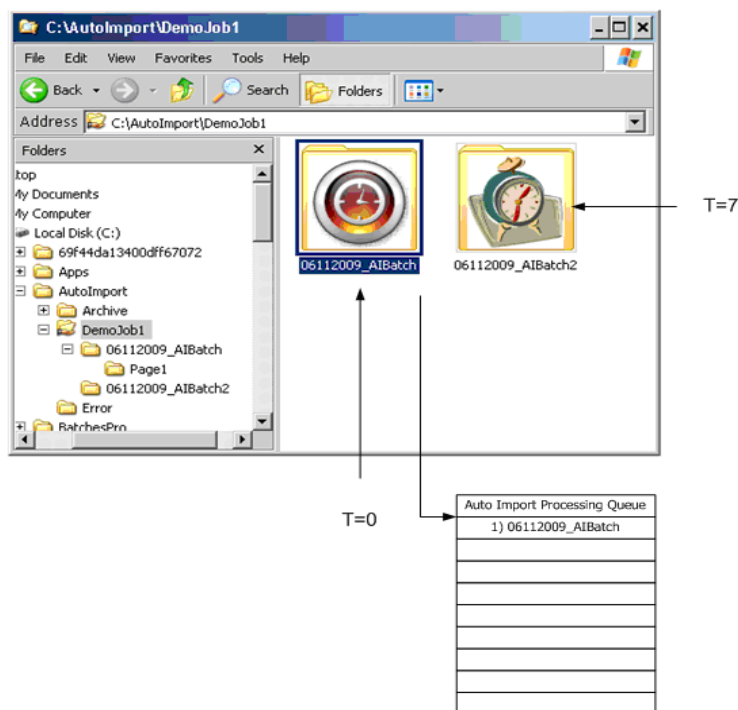 C:\AutoImport\DemoJob1
File Edit View Favorites Tools Help
Back Search Folders
Address C:\AutoImport\DemoJob1
Folders
top
My Documents
My Computer
Local Disk (C:)
69f44da13400dff67072
Apps
AutoImport
Archive
DemoJob1
06112009_AIBatch
Page1
06112009_AIBatch2
Error
BatchesPro
06112009_AIBatch
06112009_AIBatch2
T=7
T=0
Auto Import Processing Queue
1) 06112009_AIBatch